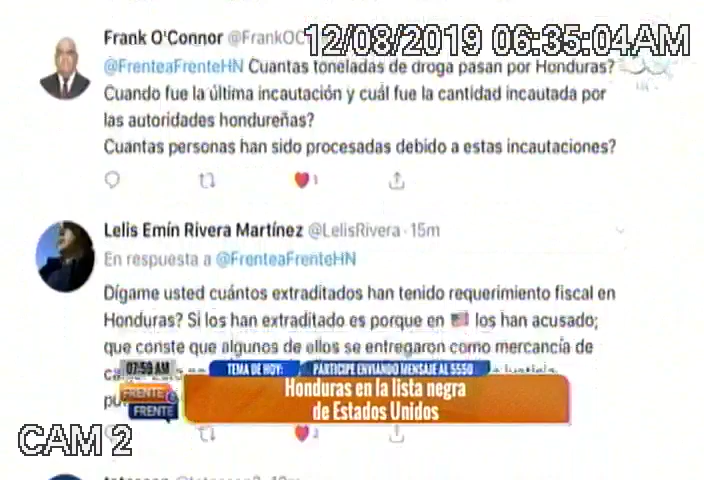 Frank O'Connor @FrankOC
12/08/2019 06:35:04AM
@FrenteaFrenteHN Cuantas toneladas de droga pasan por Honduras?
Cuando fue la última incautación y cuál fue la cantidad incautada por
las autoridades hondureñas?
Cuantas personas han sido procesadas debido a estas incautaciones?
1
Lelis Emín Rivera Martínez @LelisRivera · 15m
En respuesta a @FrenteaFrenteHN
Dígame usted cuántos extraditados han tenido requerimiento fiscal en
Honduras? Si los han extraditado es porque en los han acusado;
que conste que algunos de ellos se entregaron como mercancía de
07:59 AM
TEMA DE HOY:
PARTICIPE ENVIANDO MENSAJE AL 5550
FRENTE a
FRENTE
Honduras en la lista negra
de Estados Unidos
CAM 2